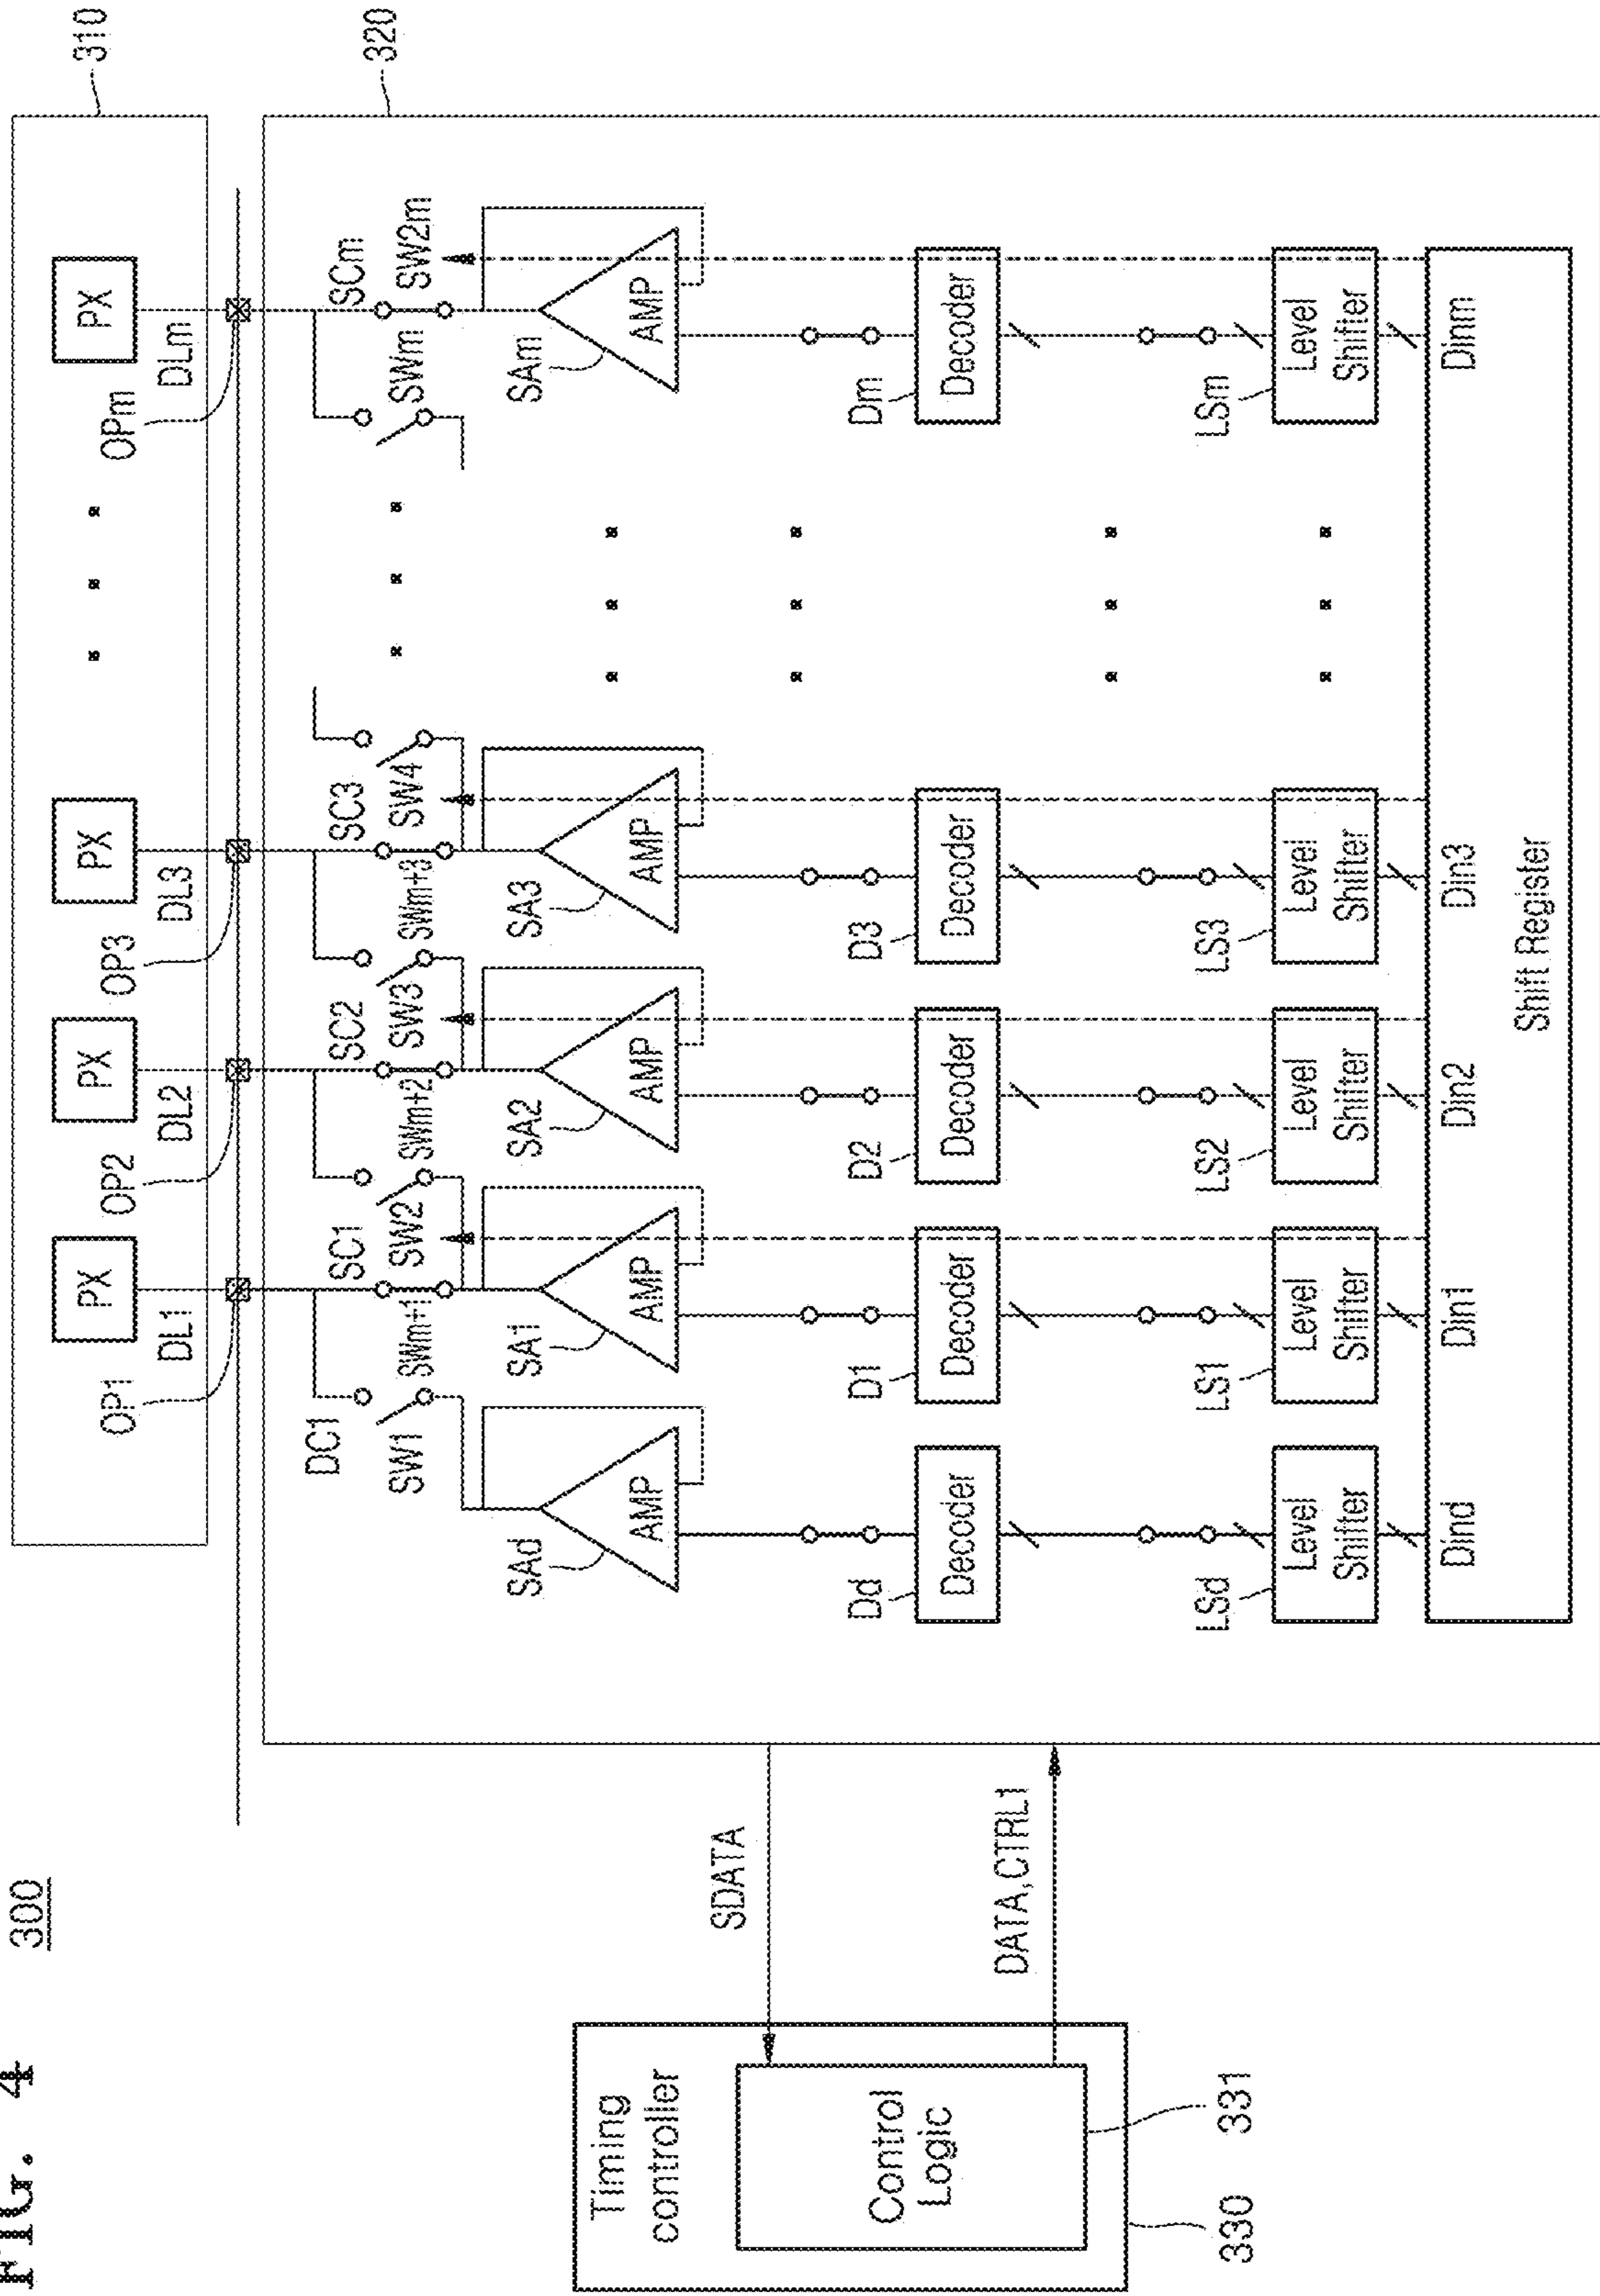 FIG. 4
300
310
PX PX PX PX
DL1 DL2 DL3 DLm
OP1 OP2 OP3 OPm
320
DC1 SC1 SC2 SC3 SCm
SW1 SW2 SW3 SW4 SWm SW2m
SWm+1 SWm+2 SWm+3
SAd SA1 SA2 SA3 SAm
AMP AMP AMP AMP AMP
Dd D1 D2 D3 Dm
Decoder Decoder Decoder Decoder Decoder
LSd LS1 LS2 LS3 LSm
Level Level Level Level Level
Shifter Shifter Shifter Shifter Shifter
Dind Din1 Din2 Din3 Dinm
Shift Register
Timing
controller
Control
Logic
SDATA
DATA,CTRL1
330
331